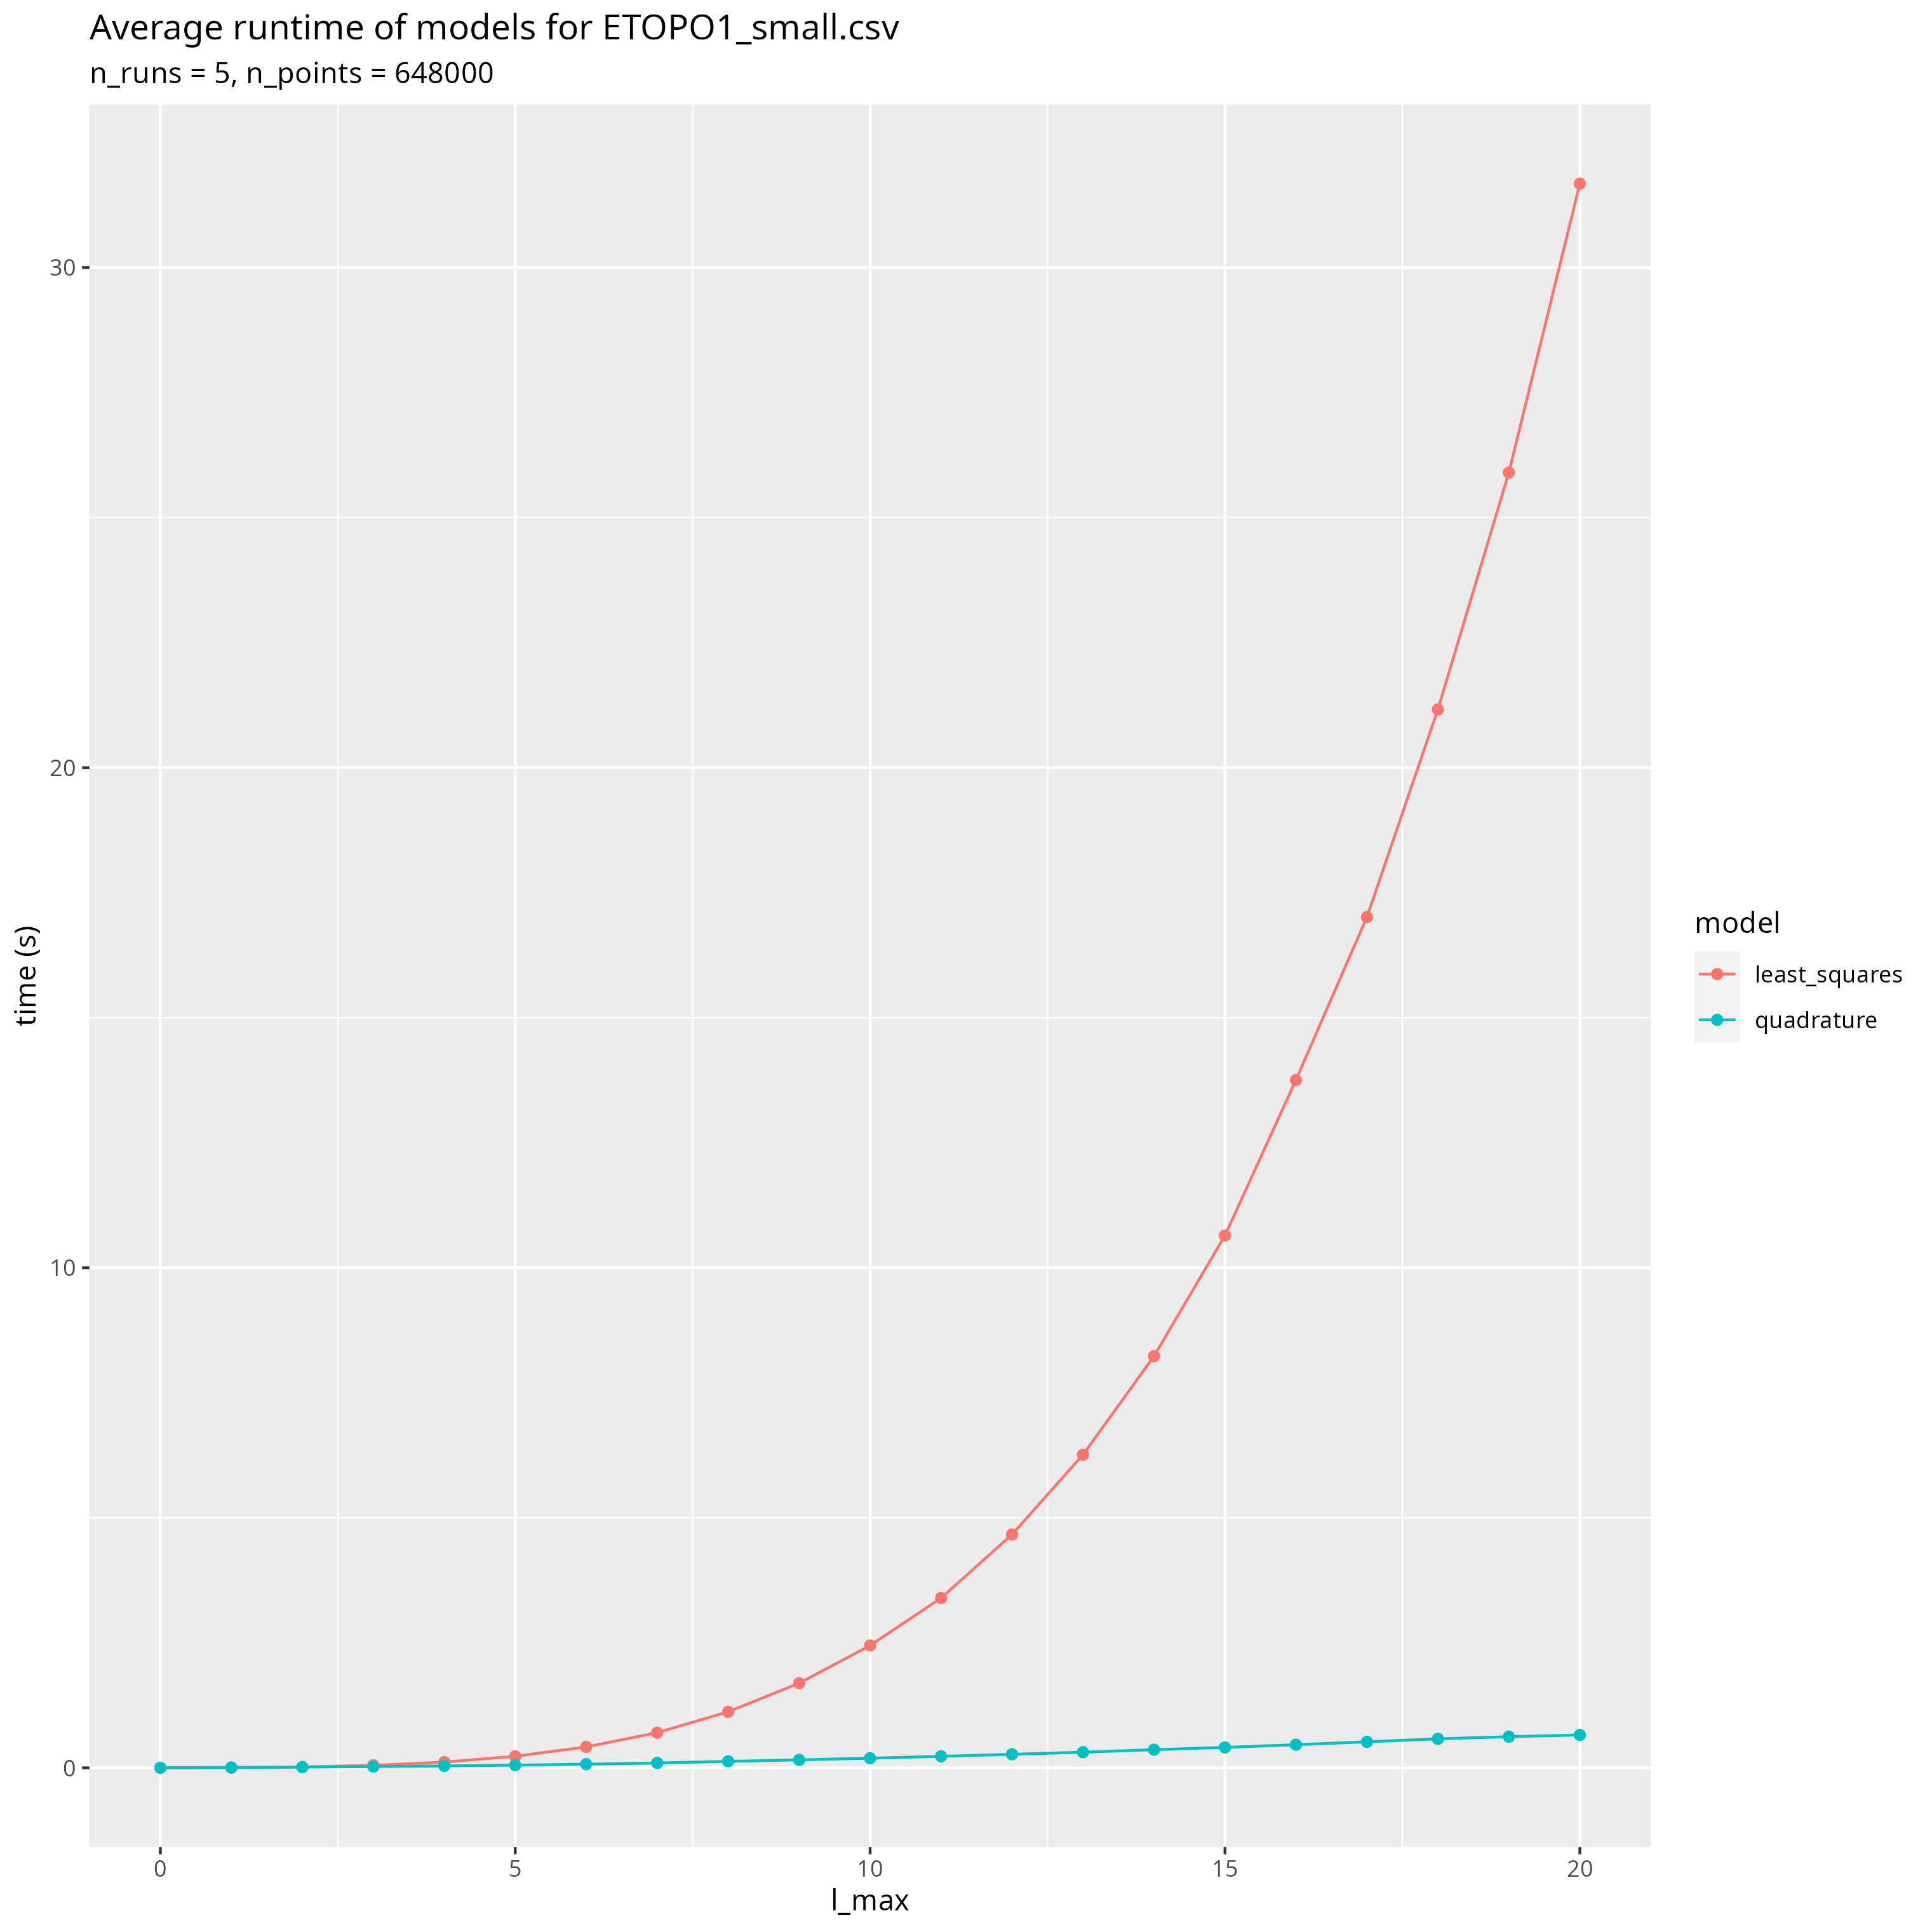 Average runtime of models for ETOPO1_small.csv
n_runs = 5, n_points = 648000
time (s)
30
20
10
0
0 5 10 15 20
l_max
model
least_squares
quadrature